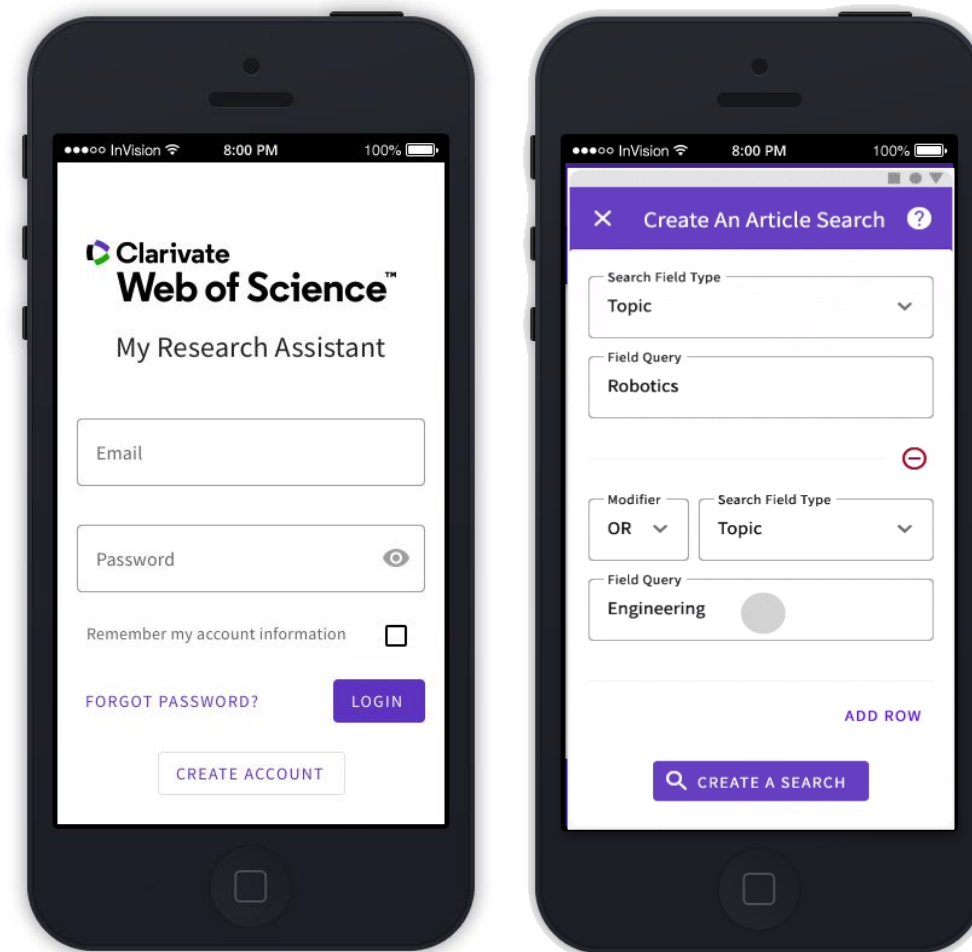 InVision 8:00 PM 100%
Clarivate
Web of Science™
My Research Assistant
Email
Password
Remember my account information
FORGOT PASSWORD? LOGIN
CREATE ACCOUNT
InVision 8:00 PM 100%
Create An Article Search ?
Search Field Type
Topic
Field Query
Robotics
Modifier Search Field Type
OR Topic
Field Query
Engineering
ADD ROW
CREATE A SEARCH